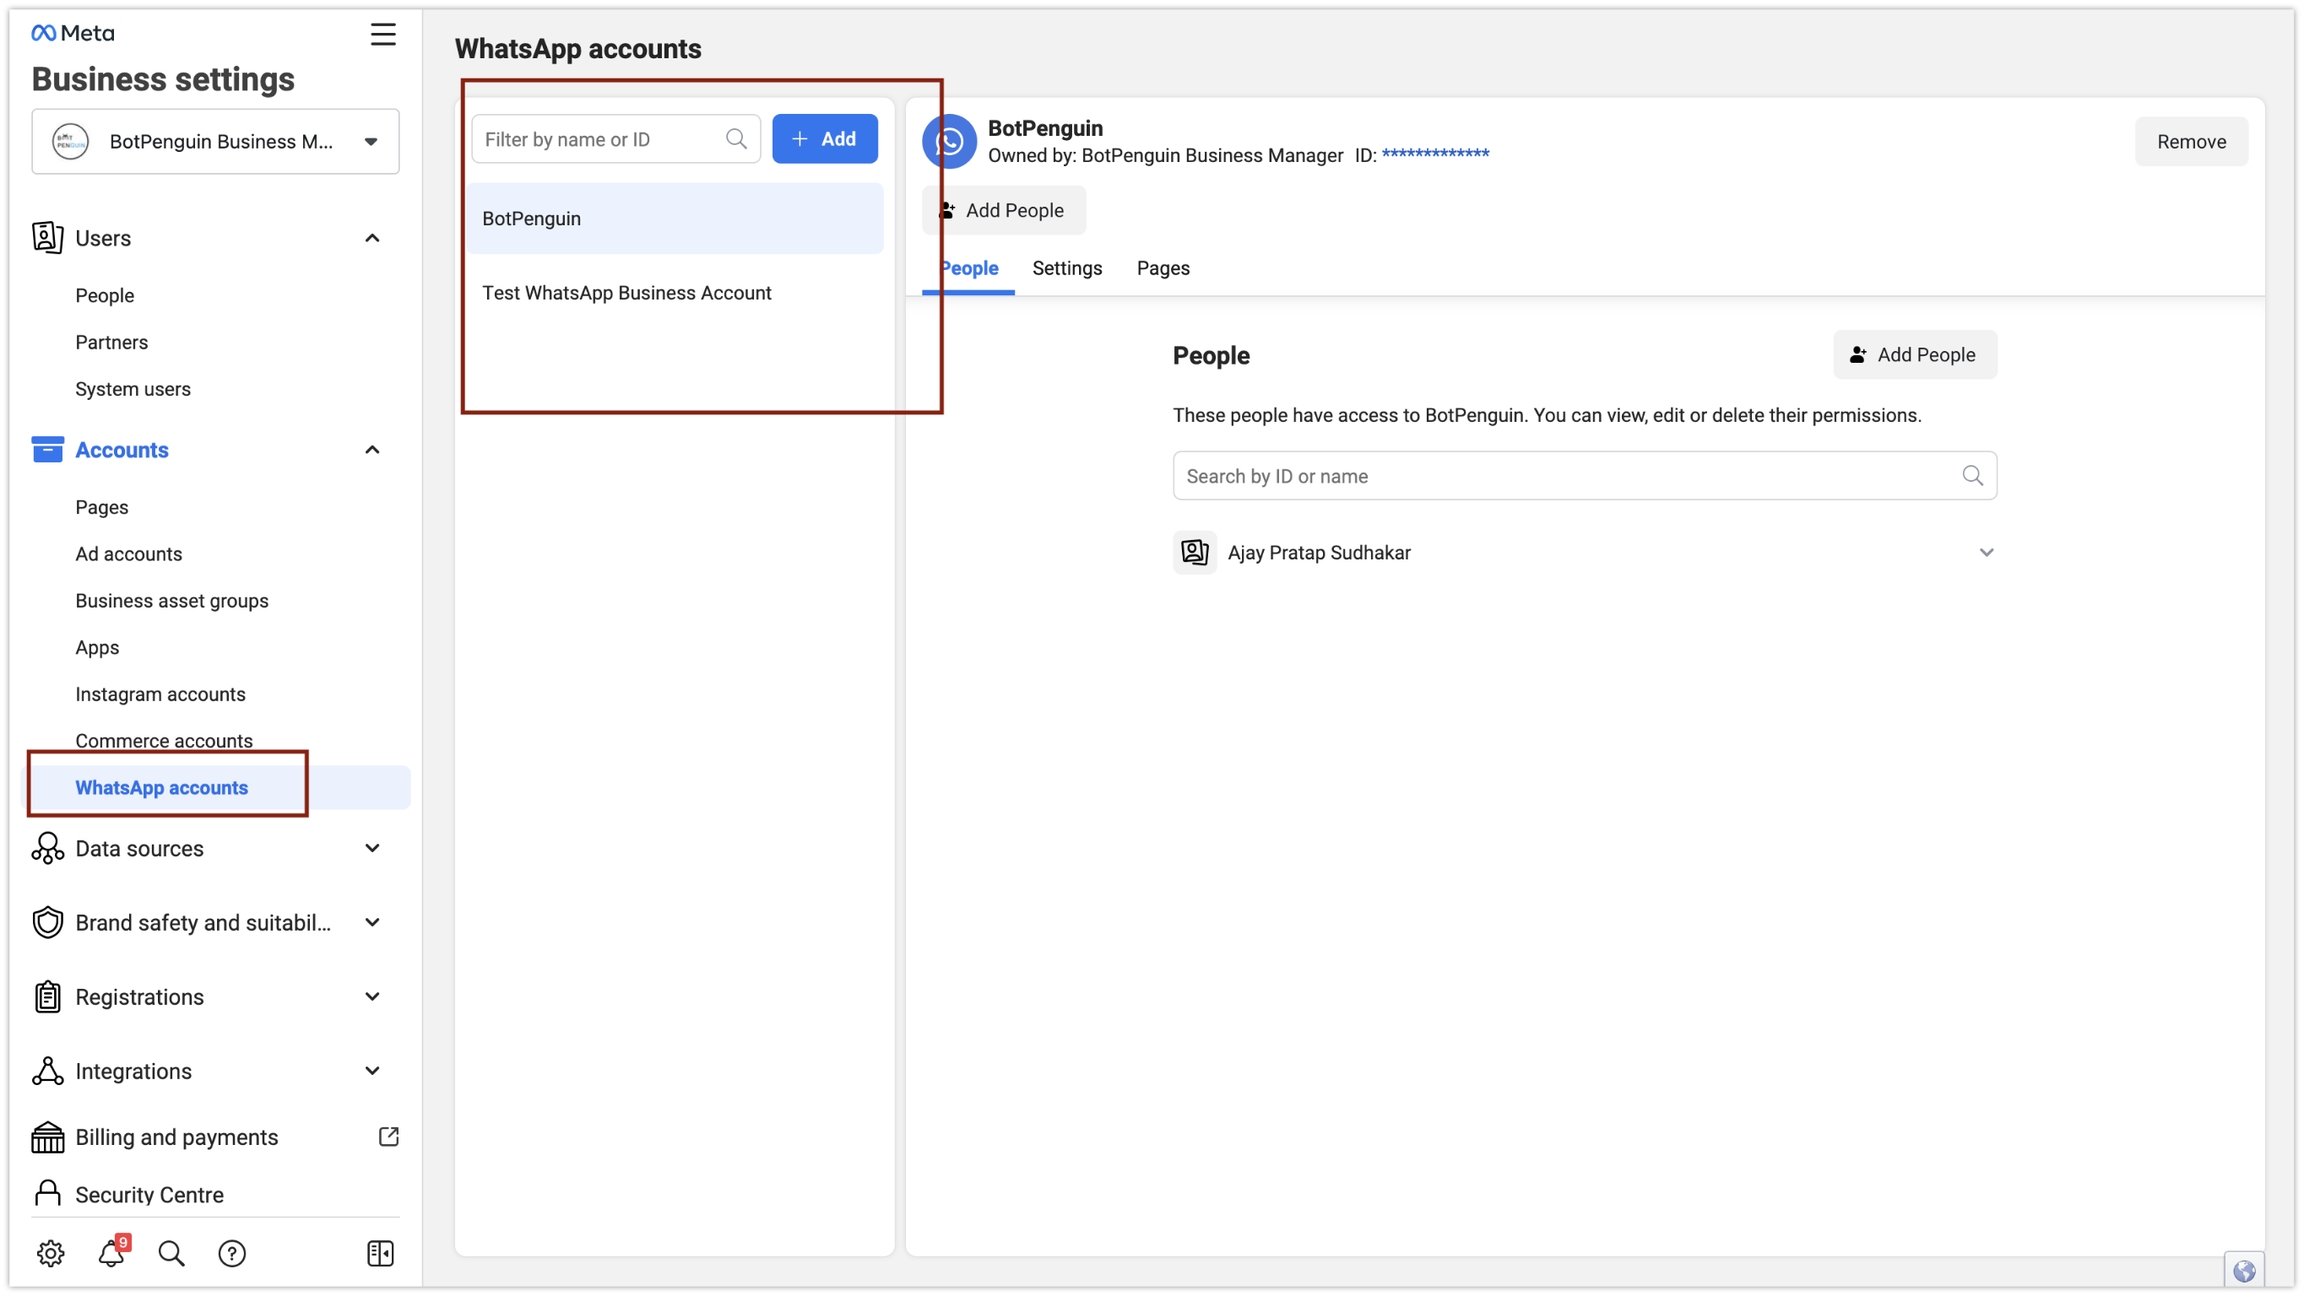 Meta
Business settings
BotPenguin Business M...
Users
People
Partners
System users
Accounts
Pages
Ad accounts
Business asset groups
Apps
Instagram accounts
Commerce accounts
WhatsApp accounts
Data sources
Brand safety and suitabil...
Registrations
Integrations
Billing and payments
Security Centre
9
WhatsApp accounts
Filter by name or ID
+ Add
BotPenguin
Test WhatsApp Business Account
BotPenguin
Owned by: BotPenguin Business Manager ID: *************
Remove
Add People
People Settings Pages
People
Add People
These people have access to BotPenguin. You can view, edit or delete their permissions.
Search by ID or name
Ajay Pratap Sudhakar